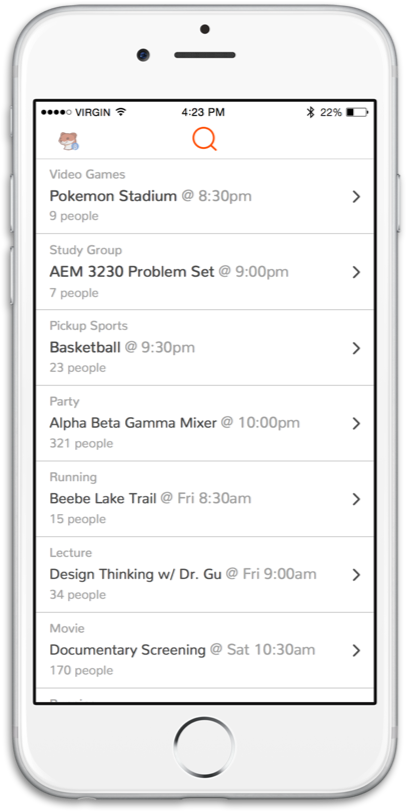 VIRGIN 4:23 PM 22%
Video Games
Pokemon Stadium @ 8:30pm
9 people
Study Group
AEM 3230 Problem Set @ 9:00pm
7 people
Pickup Sports
Basketball @ 9:30pm
23 people
Party
Alpha Beta Gamma Mixer @ 10:00pm
321 people
Running
Beebe Lake Trail @ Fri 8:30am
15 people
Lecture
Design Thinking w/ Dr. Gu @ Fri 9:00am
34 people
Movie
Documentary Screening @ Sat 10:30am
170 people